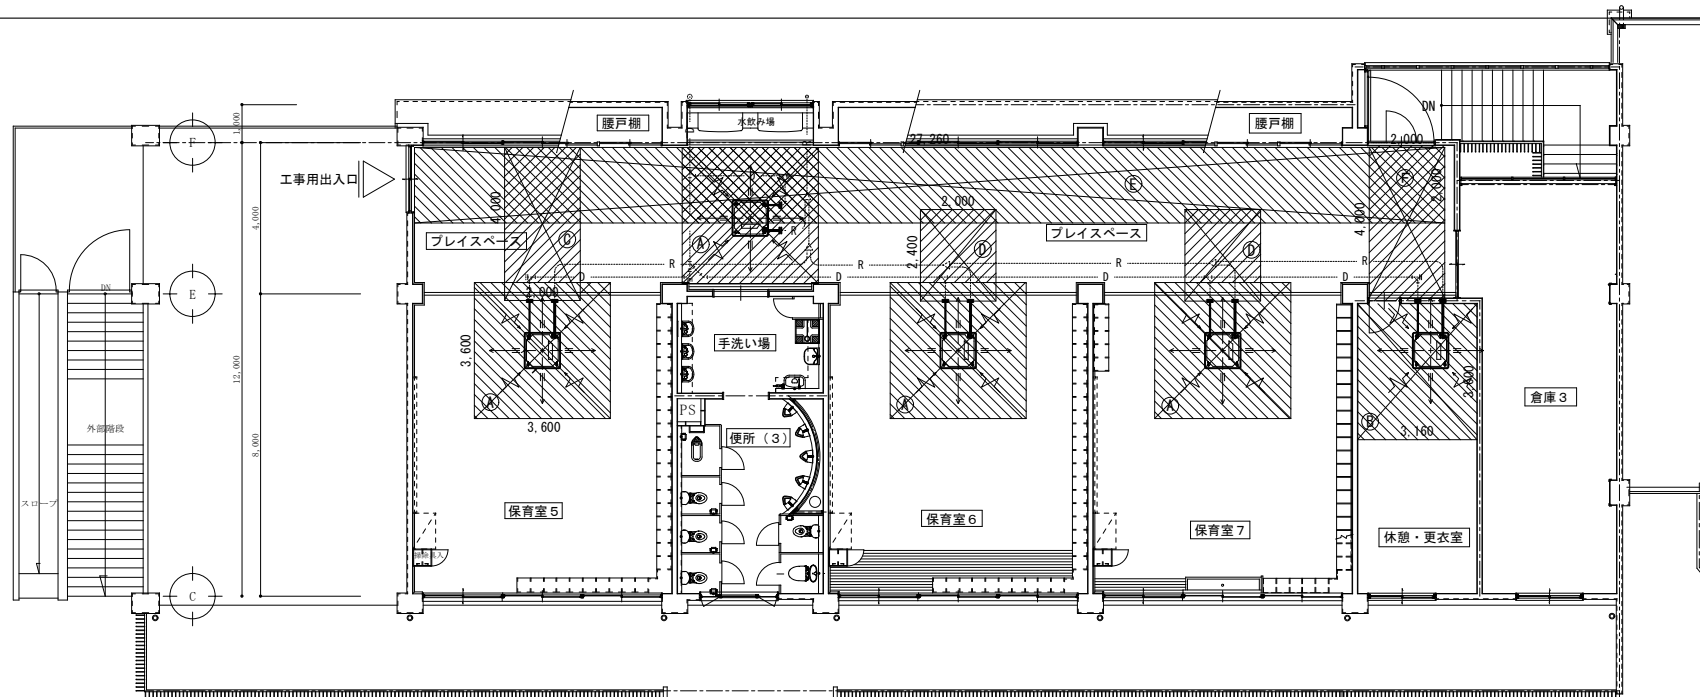 DN
腰戸棚
水飲み場
腰戸棚
1,000
F
27,260
2,000
工事用出入口
E
F
4,000
2,000
4,000
2,000
4,000
プレイスペース
C
A
R
プレイスペース
2,400
D
D
R
R
R
R
D
D
D
D
D
DN
E
2,000
3,600
手洗い場
12,000
3,600
A
A
A
B
倉庫3
PS
3,600
3,160
外部階段
便所（3）
8,000
スロープ
保育室5
保育室6
保育室7
休憩・更衣室
C